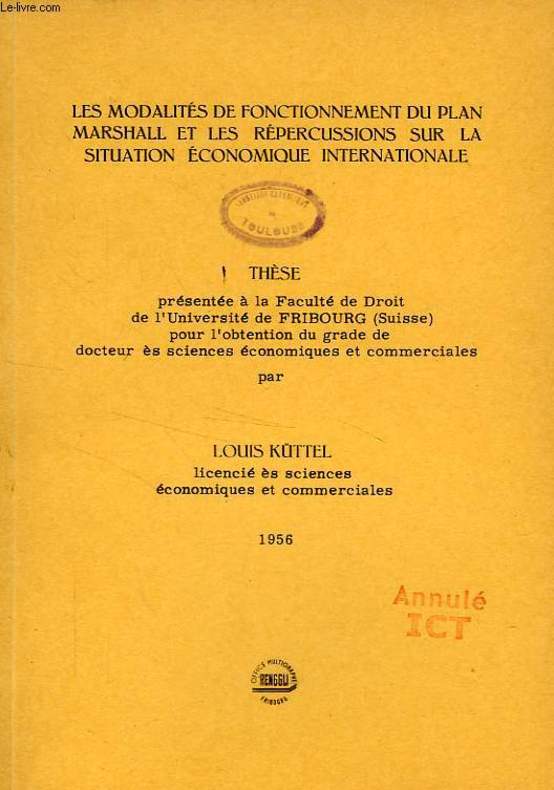 Le-livre.com
LES MODALITÉS DE FONCTIONNEMENT DU PLAN
MARSHALL ET LES RÉPERCUSSIONS SUR LA
SITUATION ÉCONOMIQUE INTERNATIONALE
TOULOUSE
THÈSE
présentée à la Faculté de Droit
de l'Université de FRIBOURG (Suisse)
pour l'obtention du grade de
docteur ès sciences économiques et commerciales
par
LOUIS KÜTTEL
licencié ès sciences
économiques et commerciales
1956
Annulé
ICT
OFFICE MULTIGRAPHE
RENGGLI
FRIBOURG